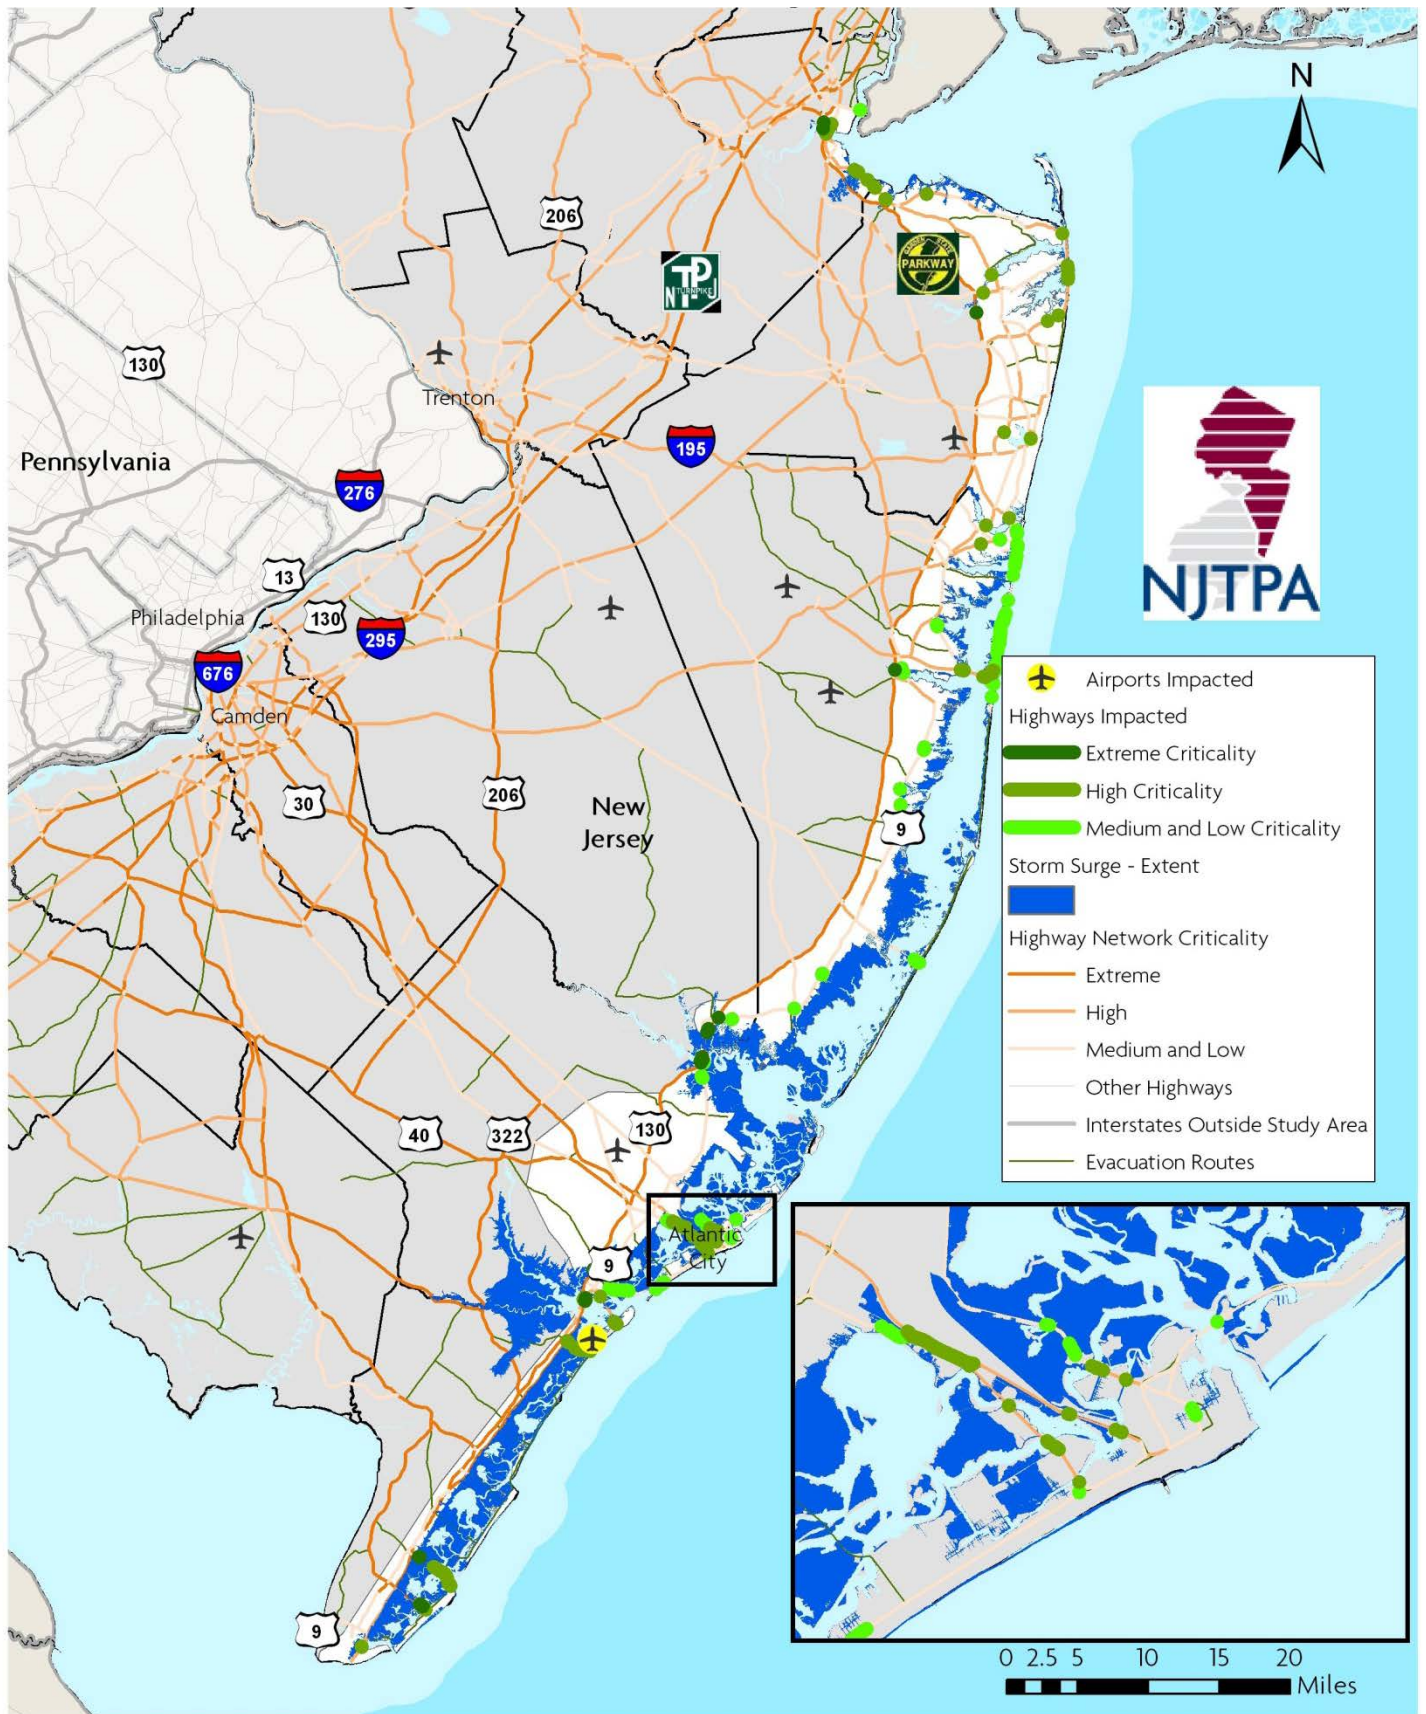 N
206
NTPJ
TURNPIKE
GARDEN STATE
PARKWAY
130
Trenton
195
Pennsylvania
276
NJTPA
13
Philadelphia
130
295
676
Camden
30
206
New
Jersey
9
Airports Impacted
Highways Impacted
Extreme Criticality
High Criticality
Medium and Low Criticality
Storm Surge - Extent
Highway Network Criticality
Extreme
High
Medium and Low
Other Highways
Interstates Outside Study Area
Evacuation Routes
40
322
130
Atlantic
City
9
9
0 2.5 5 10 15 20
Miles